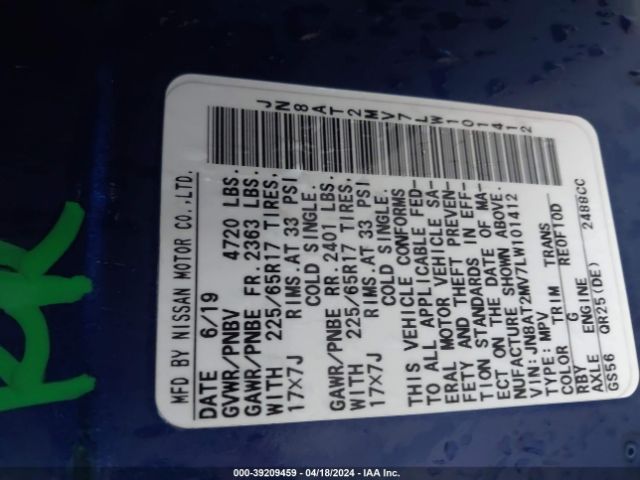 JN8AT2MV7LW101412
MFD BY NISSAN MOTOR CO.,LTD.
DATE 6/19
GVWR/PNBV 4720 LBS.
GAWR/PNBE FR. 2363 LBS.
WITH 225/65R17 TIRES,
17X7J RIMS.AT 33 PSI
COLD SINGLE.
GAWR/PNBE RR. 2401 LBS.
WITH 225/65R17 TIRES,
17X7J RIMS.AT 33 PSI
COLD SINGLE.
THIS VEHICLE CONFORMS
TO ALL APPLICABLE FED-
ERAL MOTOR VEHICLE SA-
FETY AND THEFT PREVEN-
TION STANDARDS IN EFF-
ECT ON THE DATE OF MA-
NUFACTURE SHOWN ABOVE.
VIN: JN8AT2MV7LW101412
TYPE: MPV
COLOR TRIM TRANS
RBY G RE0F10D
AXLE ENGINE
GS56 QR25(DE) 2488CC
000-39209459 - 04/18/2024 - IAA Inc.